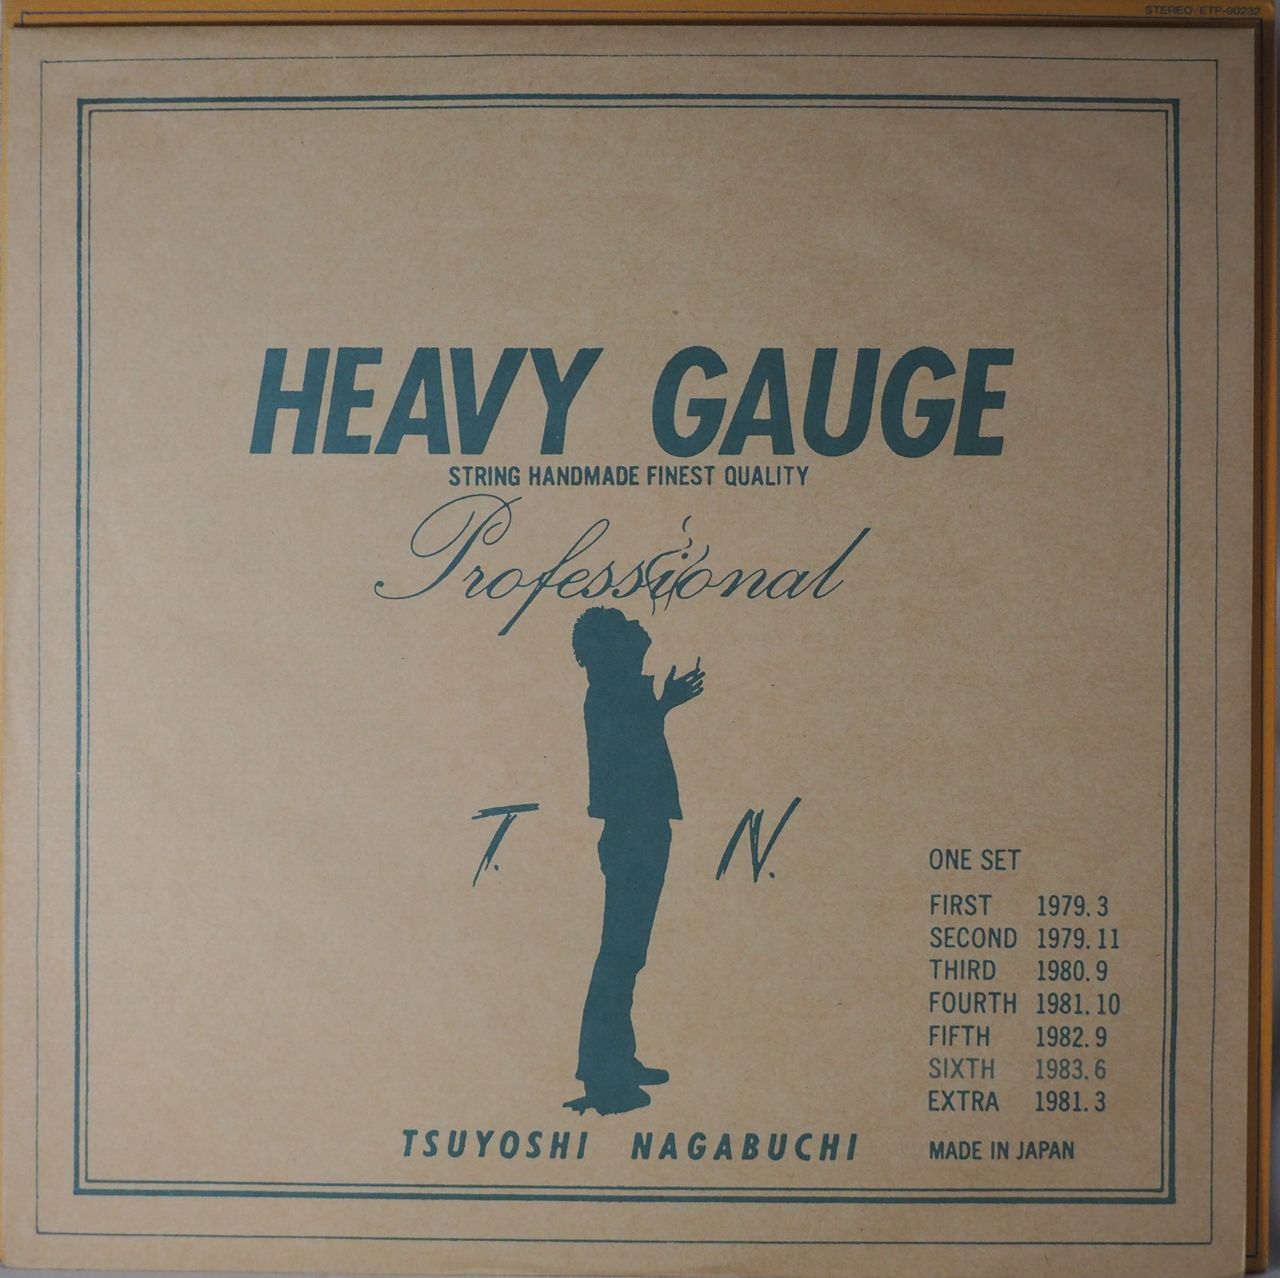 STEREO/ETP-90232
HEAVY GAUGE
STRING HANDMADE FINEST QUALITY
Professional
T. N.
ONE SET
FIRST 1979.3
SECOND 1979.11
THIRD 1980.9
FOURTH 1981.10
FIFTH 1982.9
SIXTH 1983.6
EXTRA 1981.3
TSUYOSHI NAGABUCHI
MADE IN JAPAN